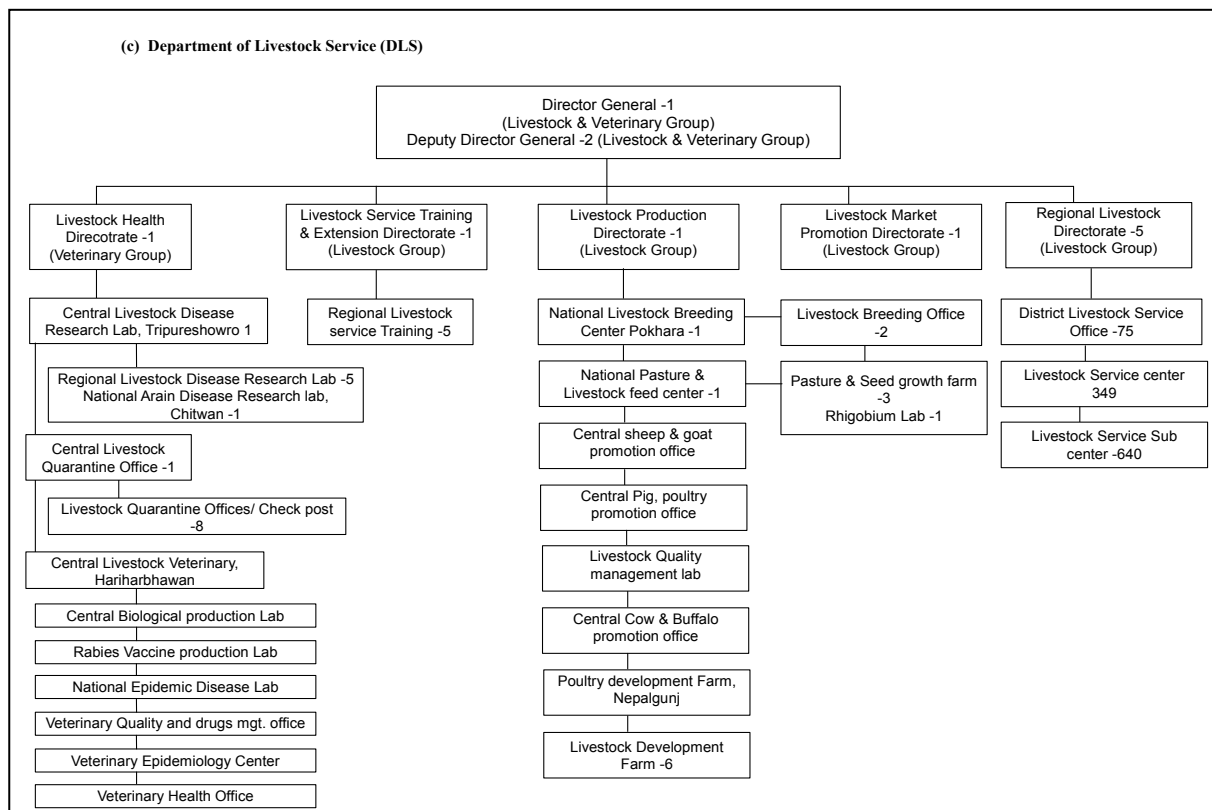 (c) Department of Livestock Service (DLS)
Director General -1
(Livestock & Veterinary Group)
Deputy Director General -2 (Livestock & Veterinary Group)
Livestock Health
Direcotrate -1
(Veterinary Group)
Livestock Service Training
& Extension Directorate -1
(Livestock Group)
Livestock Production
Directorate -1
(Livestock Group)
Livestock Market
Promotion Directorate -1
(Livestock Group)
Regional Livestock
Directorate -5
(Livestock Group)
Central Livestock Disease
Research Lab, Tripureshowro 1
Regional Livestock
service Training -5
National Livestock Breeding
Center Pokhara -1
Livestock Breeding Office
-2
District Livestock Service
Office -75
Regional Livestock Disease Research Lab -5
National Arain Disease Research lab,
Chitwan -1
National Pasture &
Livestock feed center -1
Pasture & Seed growth farm
-3
Rhigobium Lab -1
Livestock Service center
349
Central Livestock
Quarantine Office -1
Central sheep & goat
promotion office
Livestock Service Sub
center -640
Livestock Quarantine Offices/ Check post
-8
Central Pig, poultry
promotion office
Central Livestock Veterinary,
Hariharbhawan
Livestock Quality
management lab
Central Biological production Lab
Central Cow & Buffalo
promotion office
Rabies Vaccine production Lab
National Epidemic Disease Lab
Poultry development Farm,
Nepalgunj
Veterinary Quality and drugs mgt. office
Veterinary Epidemiology Center
Livestock Development
Farm -6
Veterinary Health Office